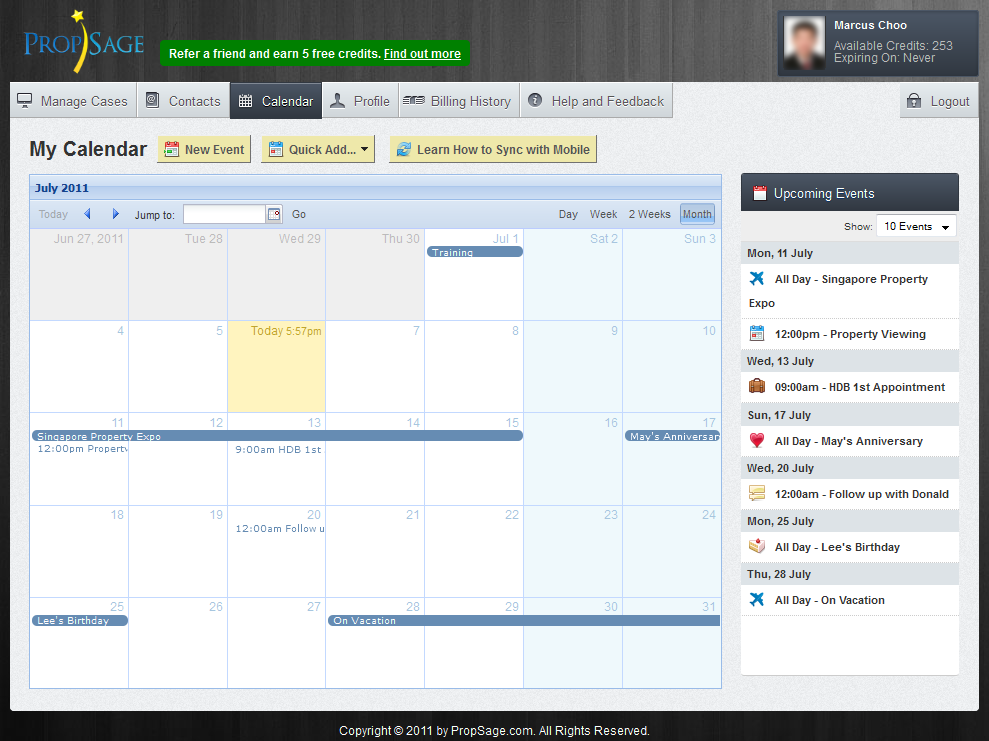 PROPSAGE
Refer a friend and earn 5 free credits. Find out more
Marcus Choo
Available Credits: 253
Expiring On: Never
Manage Cases
Contacts
Calendar
Profile
Billing History
Help and Feedback
Logout
My Calendar
New Event
Quick Add...
Learn How to Sync with Mobile
July 2011
Today
Jump to:
Go
Day
Week
2 Weeks
Month
Jun 27, 2011
Tue 28
Wed 29
Thu 30
Jul 1
Sat 2
Sun 3
Training
4
5
Today 5:57pm
7
8
9
10
11
12
13
14
15
16
17
Singapore Property Expo
May's Anniversar
12:00pm Property
9:00am HDB 1st
18
19
20
21
22
23
24
12:00am Follow u
25
26
27
28
29
30
31
Lee's Birthday
On Vacation
Upcoming Events
Show:
10 Events
Mon, 11 July
All Day - Singapore Property
Expo
12:00pm - Property Viewing
Wed, 13 July
09:00am - HDB 1st Appointment
Sun, 17 July
All Day - May's Anniversary
Wed, 20 July
12:00am - Follow up with Donald
Mon, 25 July
All Day - Lee's Birthday
Thu, 28 July
All Day - On Vacation
Copyright © 2011 by PropSage.com. All Rights Reserved.